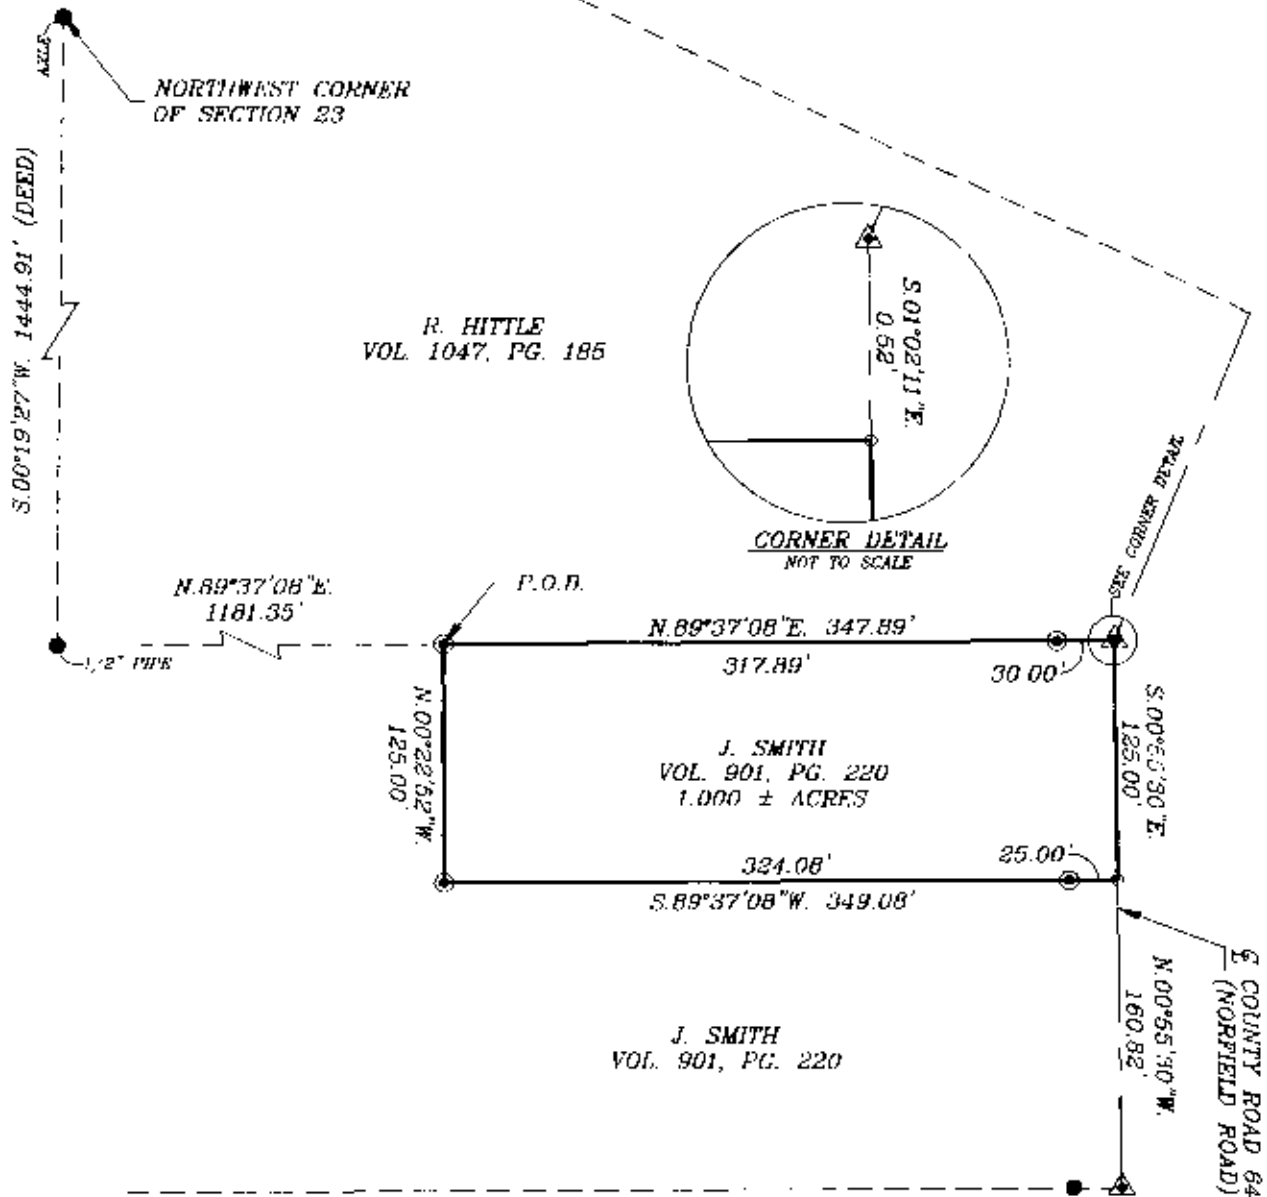 AXLE
NORTHWEST CORNER
OF SECTION 23
S.00°19'27"W. 1444.91' (DEED)
R. HITTLE
VOL. 1047, PG. 185
S.01°02'11"E.
0.52'
CORNER DETAIL
NOT TO SCALE
SEE CORNER DETAIL
N.89°37'08"E.
1181.35'
P.O.B.
1/2" PIPE
N.89°37'08"E. 347.89'
317.89'
30.00'
N.00°22'52"W.
125.00'
J. SMITH
VOL. 901, PG. 220
1.000 ± ACRES
125.00'
324.08'
25.00'
S.89°37'08"W. 349.08'
J. SMITH
VOL. 901, PG. 220
160.82'
COUNTY ROAD 64
(NORFIELD ROAD)